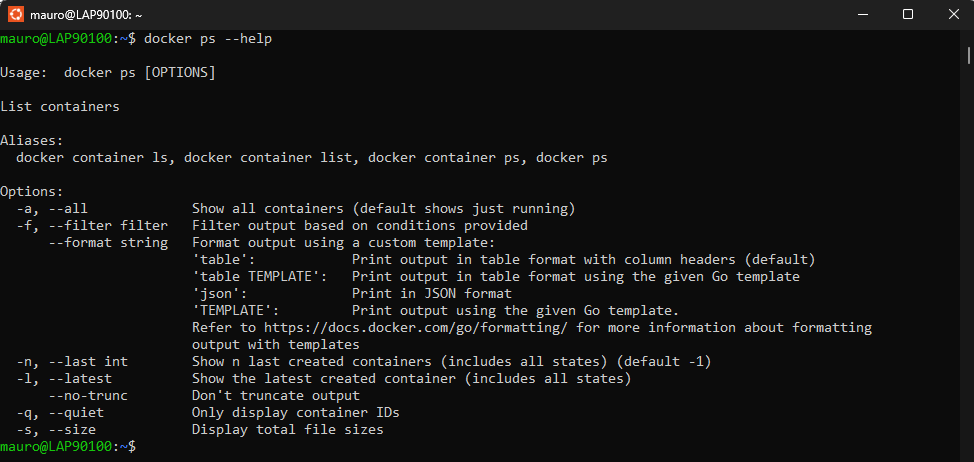 mauro@LAP90100: ~
mauro@LAP90100:~$ docker ps --help
Usage:  docker ps [OPTIONS]
List containers
Aliases:
  docker container ls, docker container list, docker container ps, docker ps
Options:
  -a, --all             Show all containers (default shows just running)
  -f, --filter filter   Filter output based on conditions provided
      --format string   Format output using a custom template:
                        'table':            Print output in table format with column headers (default)
                        'table TEMPLATE':   Print output in table format using the given Go template
                        'json':             Print in JSON format
                        'TEMPLATE':         Print output using the given Go template.
                        Refer to https://docs.docker.com/go/formatting/ for more information about formatting
                        output with templates
  -n, --last int        Show n last created containers (includes all states) (default -1)
  -l, --latest          Show the latest created container (includes all states)
      --no-trunc        Don't truncate output
  -q, --quiet           Only display container IDs
  -s, --size            Display total file sizes
mauro@LAP90100:~$